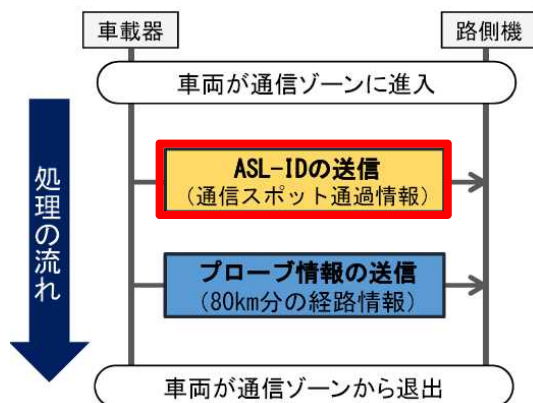 車載器
路側機
車両が通信ゾーンに進入
ASL-IDの送信
(通信スポット通過情報)
プローブ情報の送信
(80km分の経路情報)
車両が通信ゾーンから退出
処理の流れ